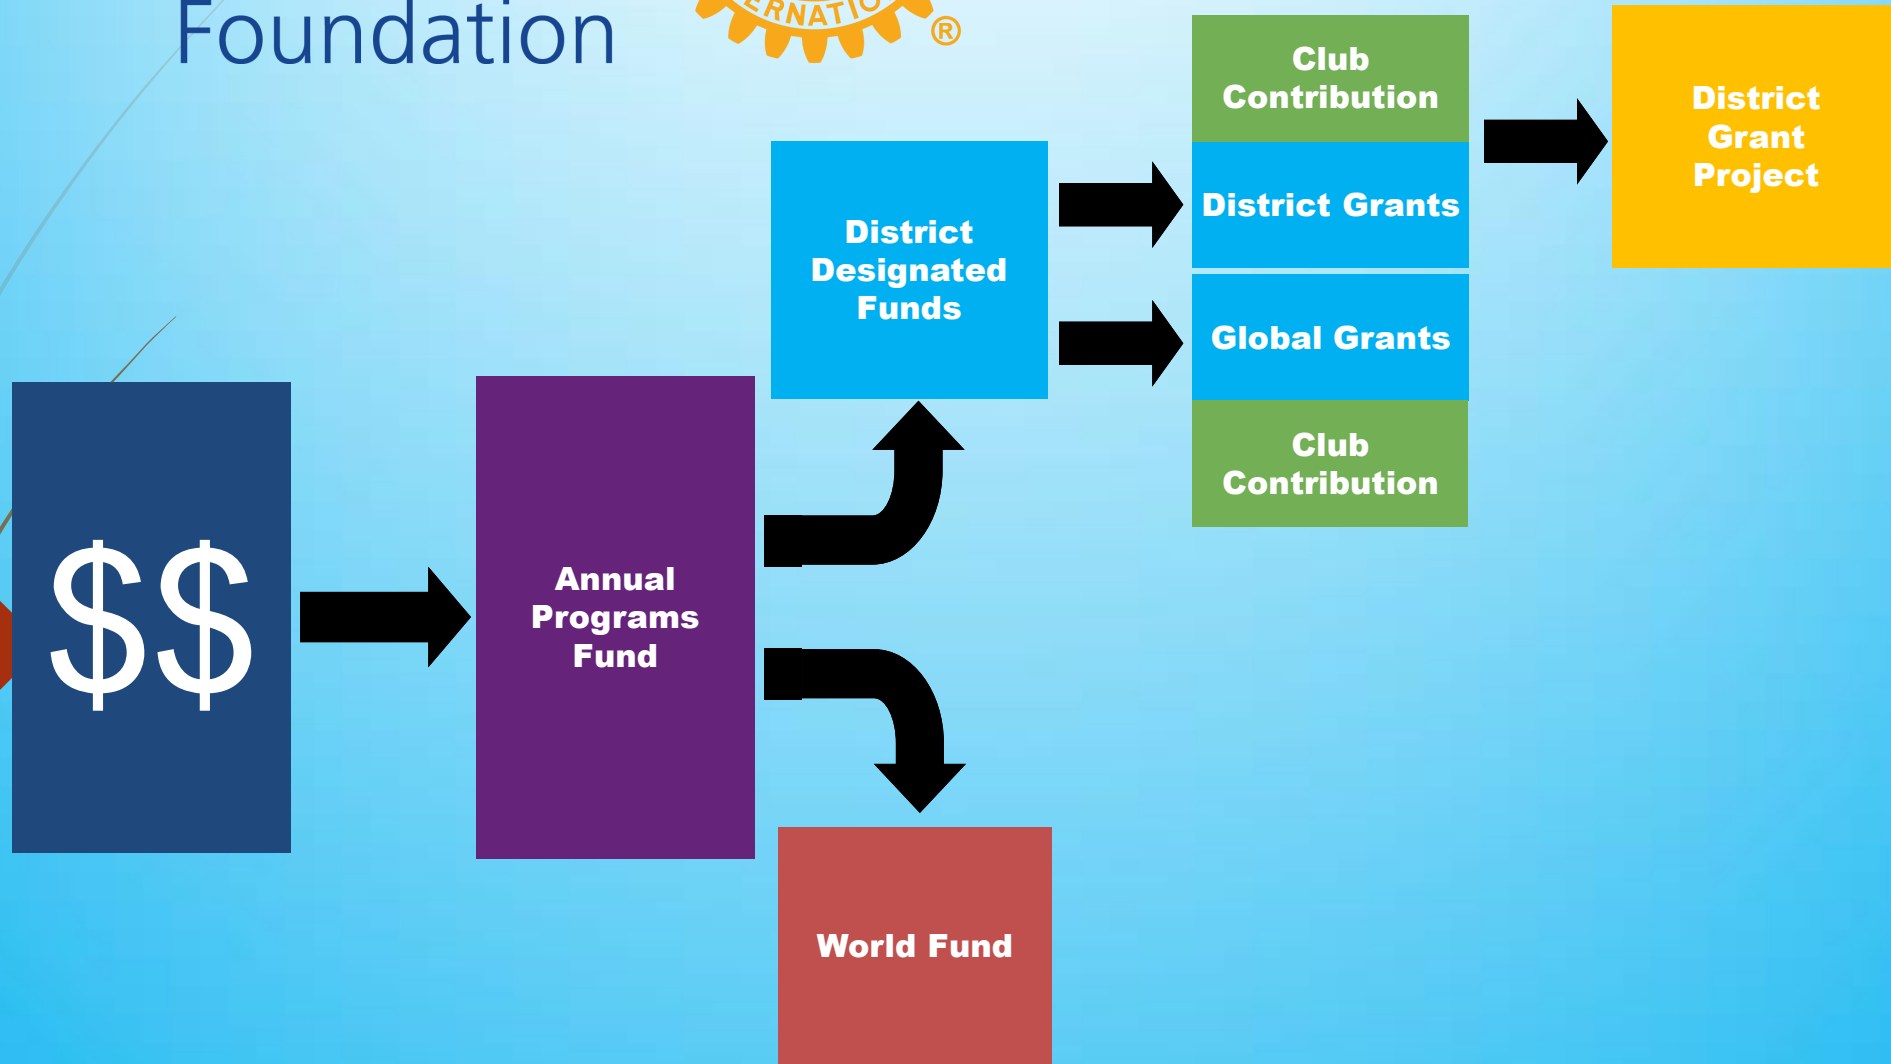 Foundation
ERNATIO
®
Club
Contribution
District
Grant
Project
District Grants
District
Designated
Funds
Global Grants
Club
Contribution
$$
Annual
Programs
Fund
World Fund